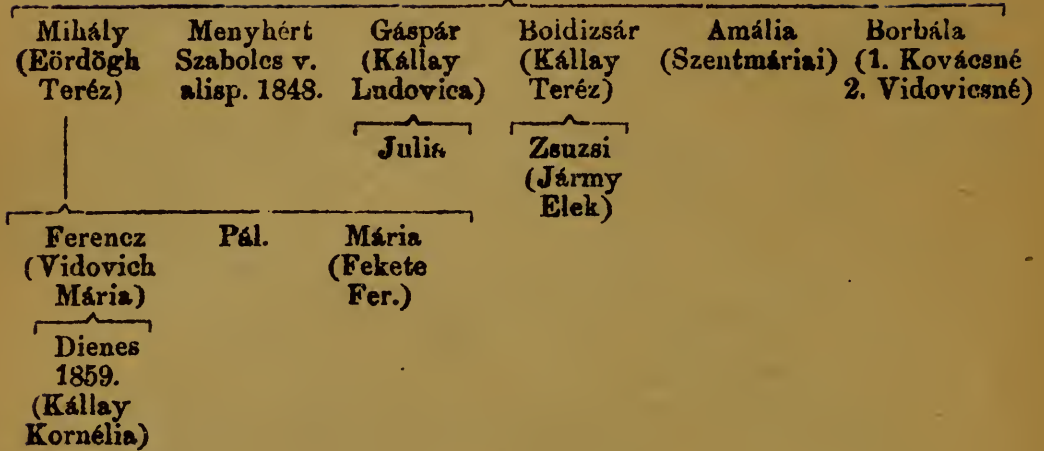 Mihály Menyhért Gáspár Boldizsár Amália Borbála
(Eördögh Szabolcs v. (Kállay (Kállay (Szentmáriai) (1. Kovácsné
Teréz) alisp. 1848. Ludovica) Teréz) 2. Vidovicsné)
Julia Zsuzsi
(Jármy
Elek)
Ferencz Pál. Mária
(Vidovich (Fekete
Mária) Fer.)
Dienes
1859.
(Kállay
Kornélia)